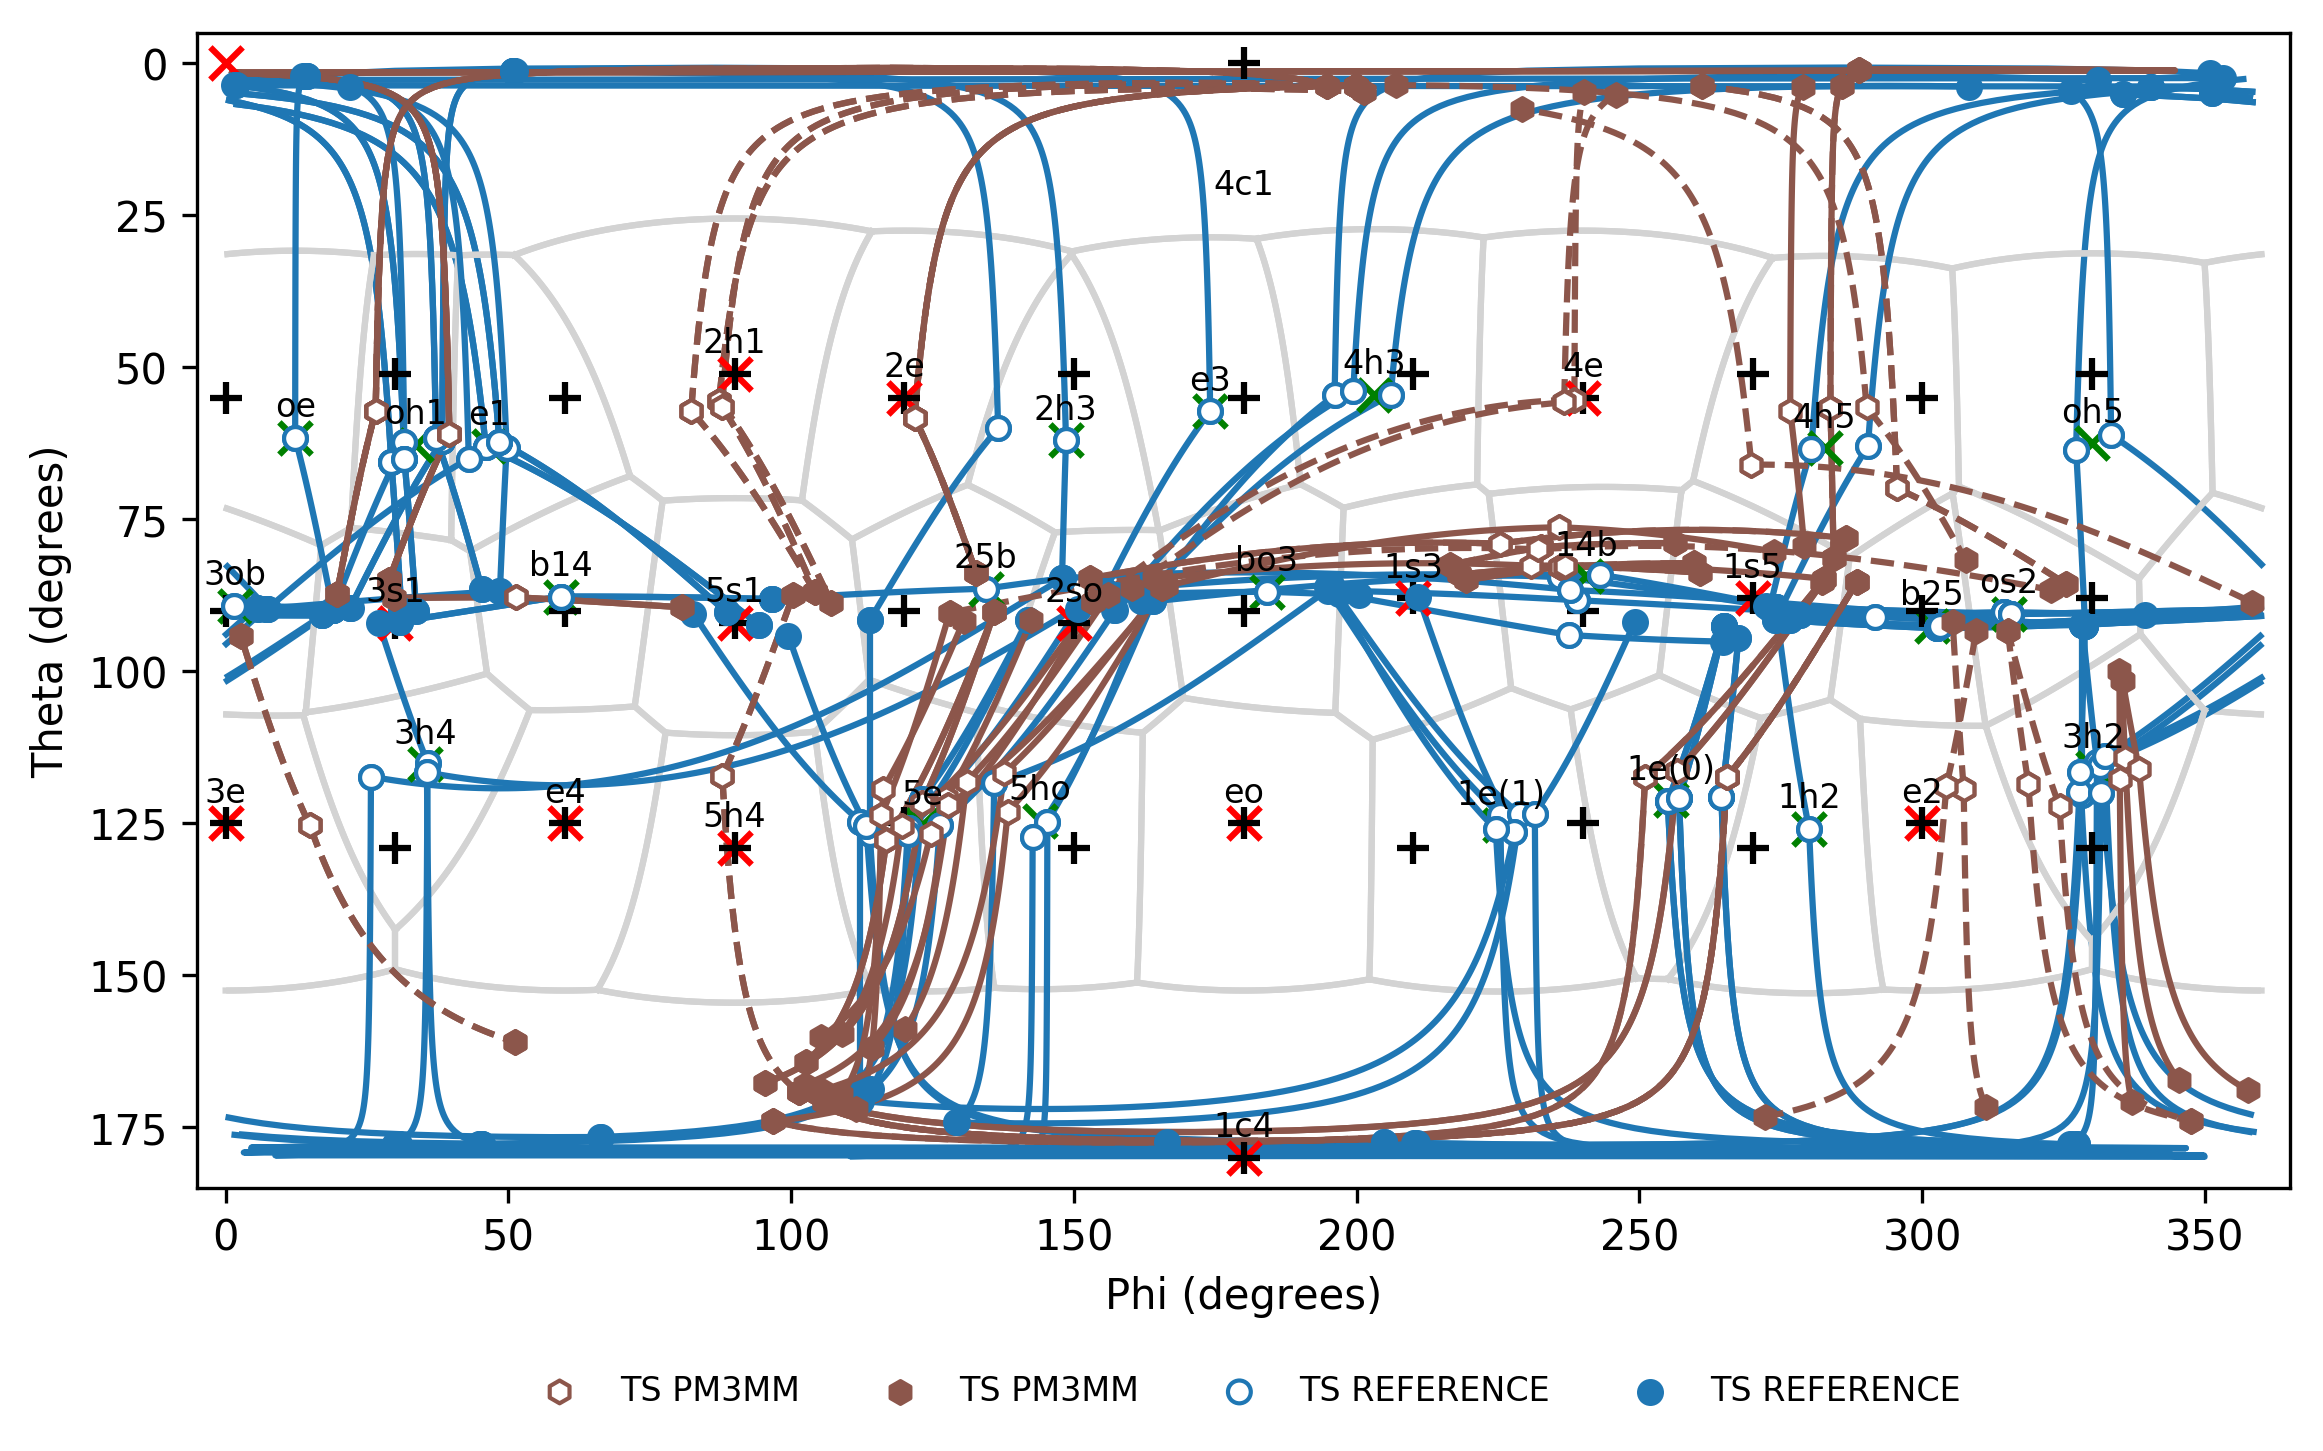 0
25
50
75
100
125
150
175
Theta (degrees)
4c1
2h1
2e
e3
4h3
4e
oe
oh1
e1
2h3
4h5
oh5
3ob
3s1
b14
5s1
25b
2so
bo3
1s3
14b
1s5
b25
os2
3h4
3h2
3e
e4
5h4
5e
5ho
eo
1e(1)
1e(0)
1h2
e2
1c4
0 50 100 150 200 250 300 350
Phi (degrees)
TS PM3MM TS PM3MM TS REFERENCE TS REFERENCE